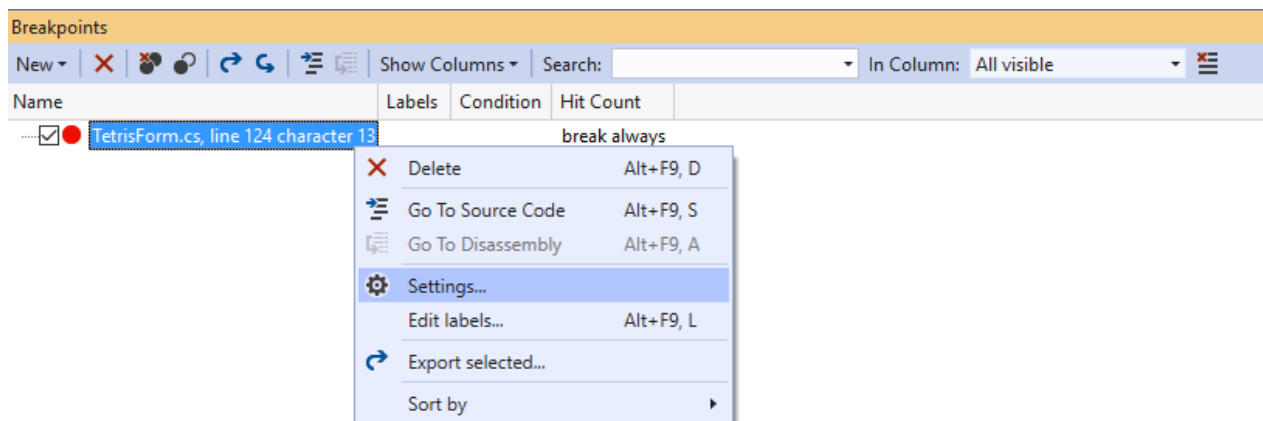 Breakpoints
New Show Columns Search: In Column: All visible
Name Labels Condition Hit Count
TetrisForm.cs, line 124 character 13 break always
Delete Alt+F9, D
Go To Source Code Alt+F9, S
Go To Disassembly Alt+F9, A
Settings...
Edit labels... Alt+F9, L
Export selected...
Sort by